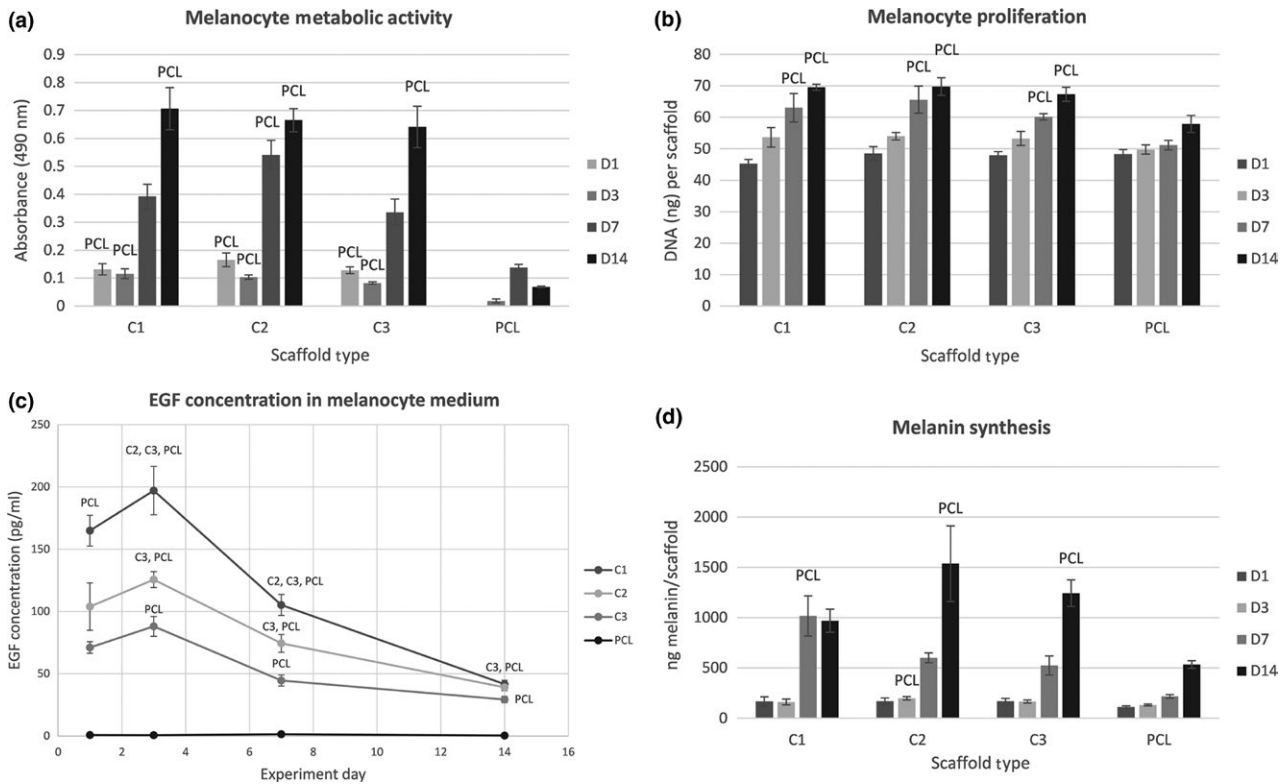 (a)
Melanocyte metabolic activity
Absorbance (490 nm)
0.9
0.8
0.7
0.6
0.5
0.4
0.3
0.2
0.1
0
PCL
PCL
PCL
PCL
PCL
PCL
PCL
PCL PCL
PCL
C1 C2 C3 PCL
Scaffold type
D1
D3
D7
D14
(b)
Melanocyte proliferation
DNA (ng) per scaffold
80
70
60
50
40
30
20
10
0
PCL
PCL
PCL
PCL
PCL
PCL
C1 C2 C3 PCL
Scaffold type
D1
D3
D7
D14
(c)
EGF concentration in melanocyte medium
EGF concentration (pg/ml)
250
200
150
100
50
0
C2, C3, PCL
PCL
C3, PCL
PCL
C2, C3, PCL
C3, PCL
PCL
C3, PCL
PCL
0 2 4 6 8 10 12 14 16
Experiment day
C1
C2
C3
PCL
(d)
Melanin synthesis
ng melanin/scaffold
2500
2000
1500
1000
500
0
PCL
PCL
PCL
PCL
C1 C2 C3 PCL
Scaffold type
D1
D3
D7
D14